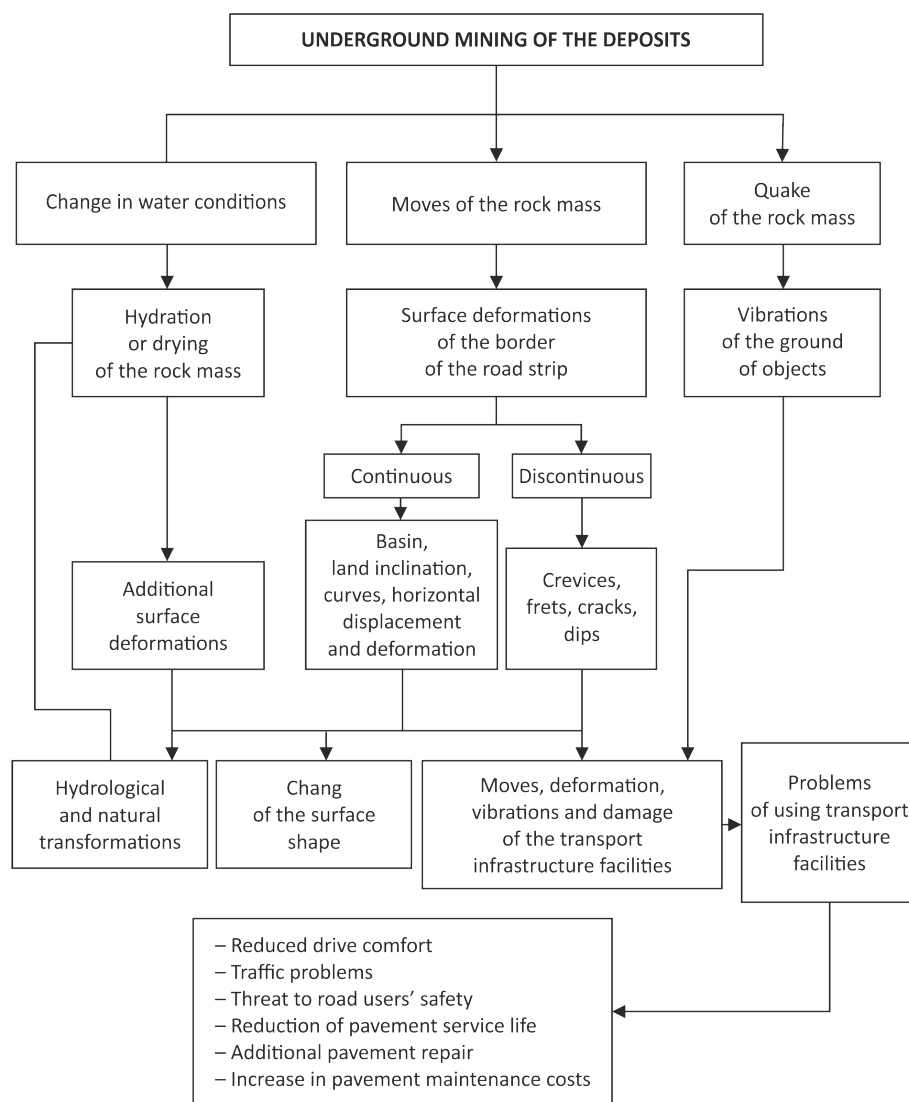 UNDERGROUND MINING OF THE DEPOSITS
Change in water conditions
Moves of the rock mass
Quake
of the rock mass
Hydration
or drying
of the rock mass
Surface deformations
of the border
of the road strip
Vibrations
of the ground
of objects
Continuous
Discontinuous
Basin,
land inclination,
curves, horizontal
displacement
and deformation
Crevices,
frets, cracks,
dips
Additional
surface
deformations
Hydrological
and natural
transformations
Chang
of the surface
shape
Moves, deformation,
vibrations and damage
of the transport
infrastructure facilities
Problems
of using transport
infrastructure
facilities
– Reduced drive comfort
– Traffic problems
– Threat to road users’ safety
– Reduction of pavement service life
– Additional pavement repair
– Increase in pavement maintenance costs